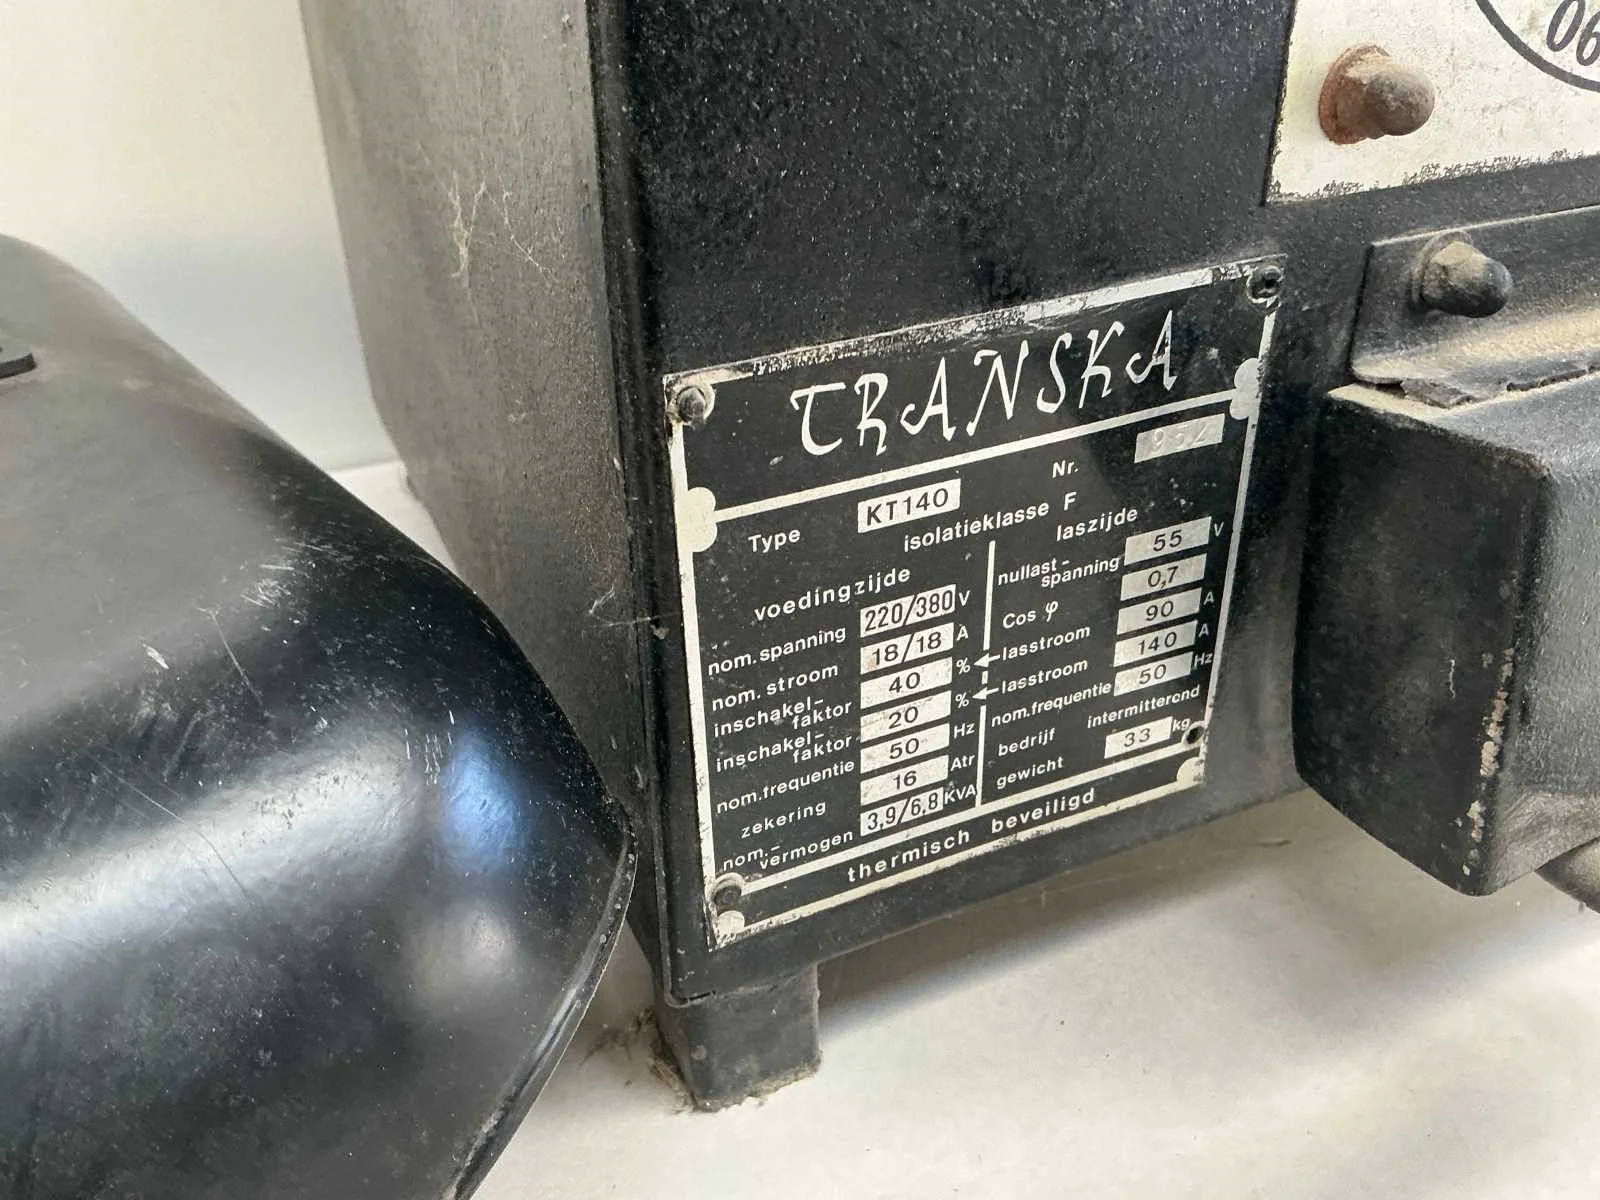 06
TRANSKA
Nr. 952
Type KT140
isolatieklasse F
voedingzijde
nom. spanning 220/380 V
nom. stroom 18/18 A
inschakel-faktor 40 %
inschakel-faktor 20 %
nom. frequentie 50 Hz
zekering 16 Atr
nom.-vermogen 3,9/6,8 KVA
laszijde
nullast-spanning 55 V
Cos φ 0,7
lasstroom 90 A
lasstroom 140 A
nom. frequentie 50 Hz
bedrijf intermitterend
gewicht 33 kg
thermisch beveiligd